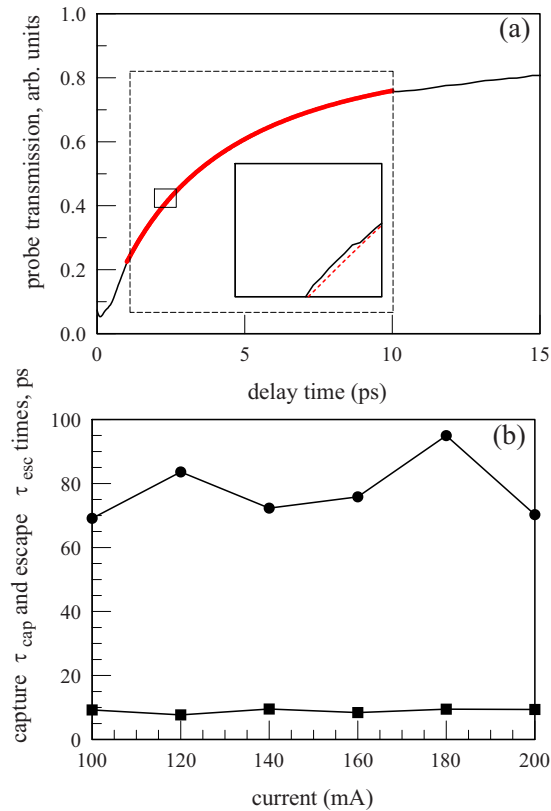 (a)
probe transmission, arb. units
1.0
0.8
0.6
0.4
0.2
0.0
0 5 10 15
delay time (ps)
(b)
capture τ cap and escape τ esc times, ps
100
80
60
40
20
0
100 120 140 160 180 200
current (mA)